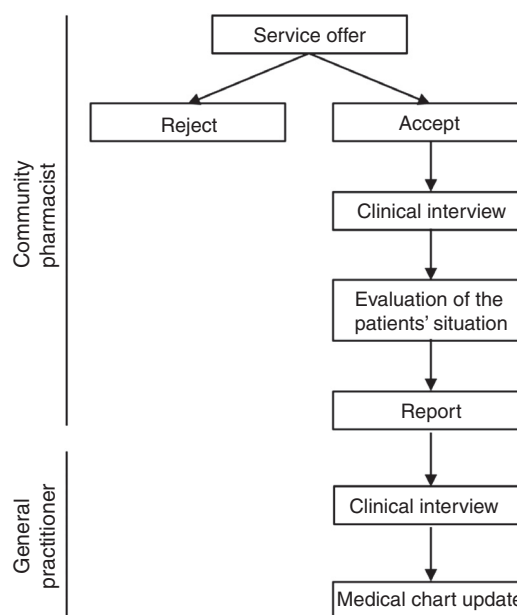 Service offer
Reject
Accept
Community
pharmacist
Clinical interview
Evaluation of the
patients’ situation
Report
General
practitioner
Clinical interview
Medical chart update